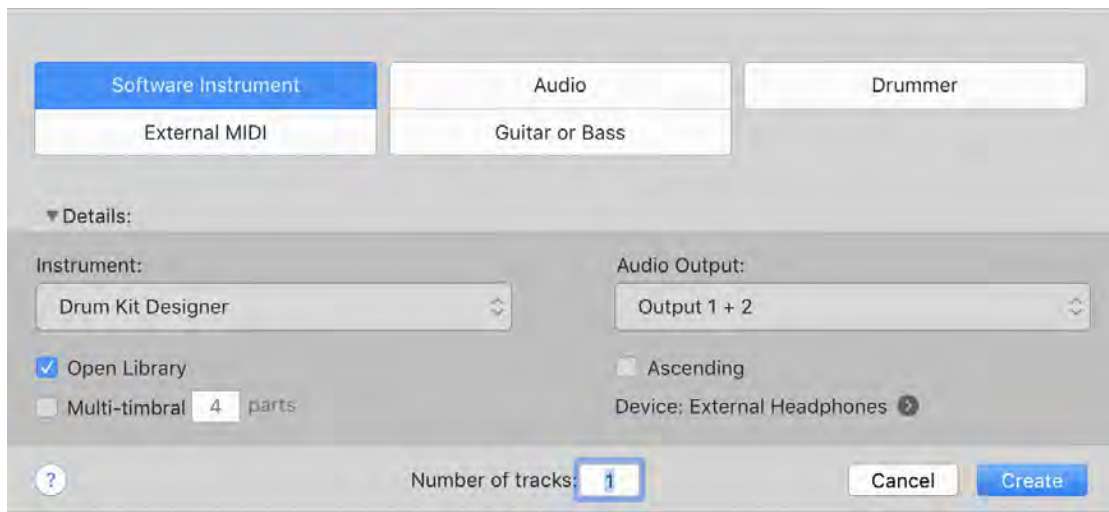 Software Instrument
Audio
Drummer
External MIDI
Guitar or Bass
Details:
Instrument:
Audio Output:
Drum Kit Designer
Output 1 + 2
Open Library
Ascending
Multi-timbral 4 parts
Device: External Headphones
? Number of tracks: 1 Cancel Create